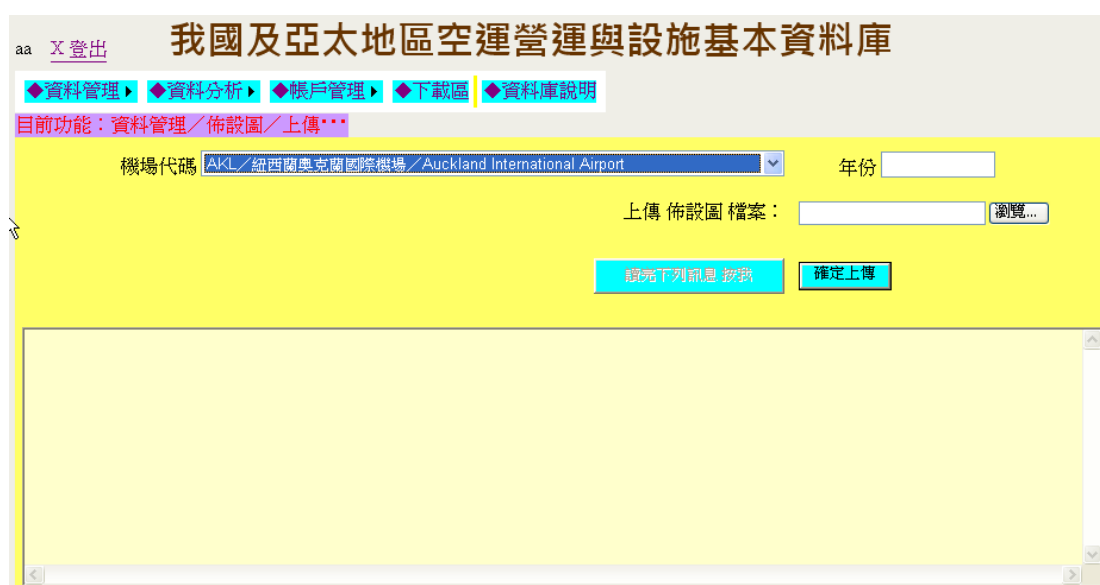 aa X 登出 我國及亞太地區空運營運與設施基本資料庫
◆資料管理▶ ◆資料分析▶ ◆帳戶管理▶ ◆下載區 ◆資料庫說明
目前功能：資料管理／佈設圖／上傳▪▪▪
機場代碼 AKL／紐西蘭奧克蘭國際機場／Auckland International Airport 年份
上傳 佈設圖 檔案： 瀏覽...
讀完下列訊息 按我 確定上傳